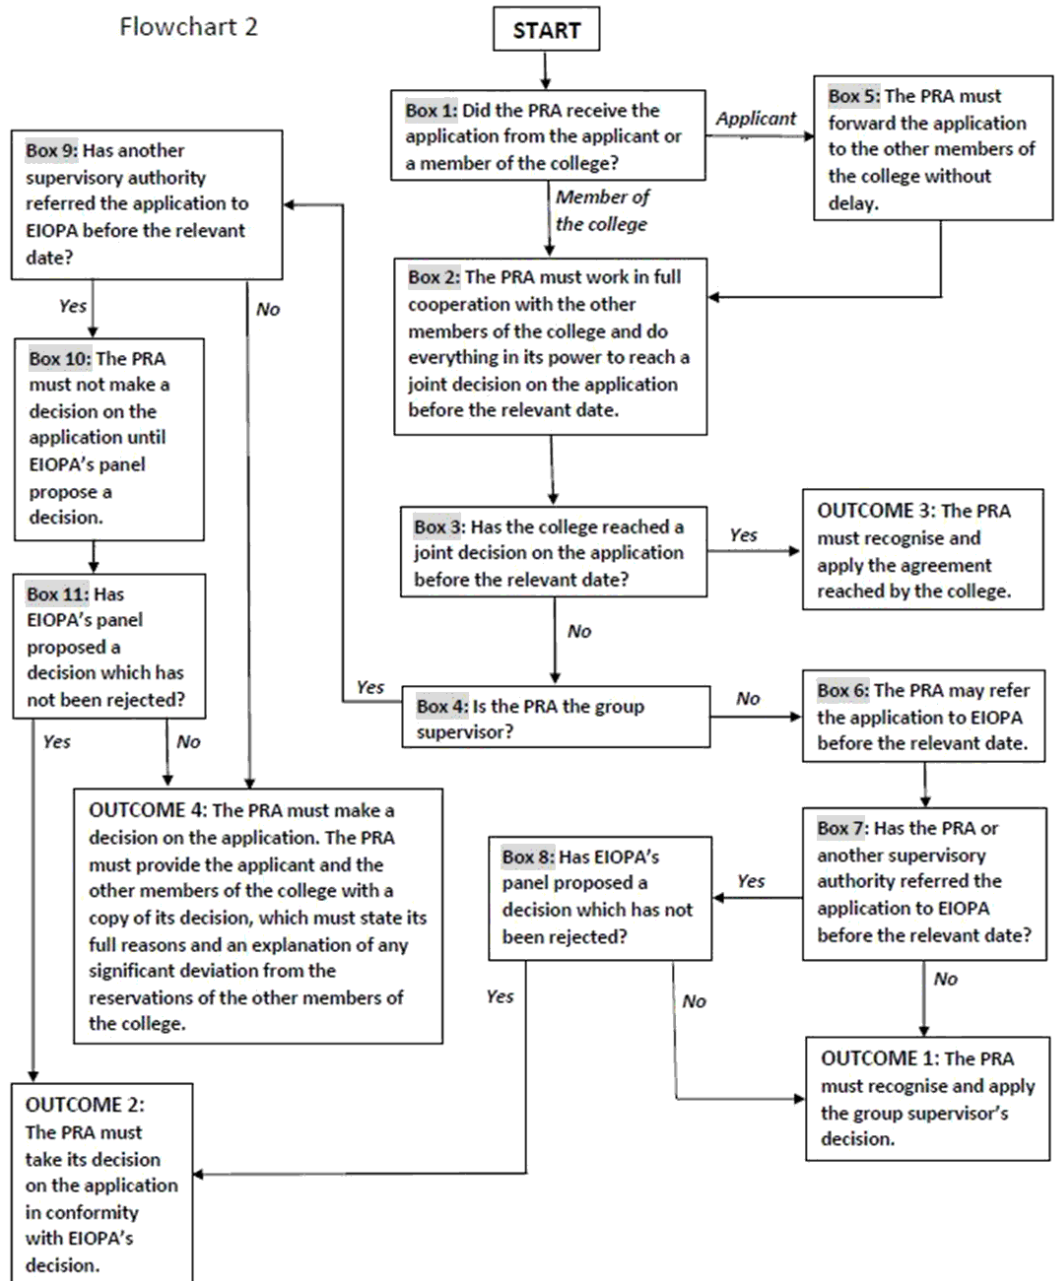 Flowchart 2
START
Box 1: Did the PRA receive the
application from the applicant or
a member of the college?
Applicant
Box 5: The PRA must
forward the application
to the other members of
the college without
delay.
Member of
the college
Box 2: The PRA must work in full
cooperation with the other
members of the college and do
everything in its power to reach a
joint decision on the application
before the relevant date.
Box 3: Has the college reached a
joint decision on the application
before the relevant date?
Yes
OUTCOME 3: The PRA
must recognise and
apply the agreement
reached by the college.
No
Box 4: Is the PRA the group
supervisor?
No
Box 6: The PRA may refer
the application to EIOPA
before the relevant date.
Box 7: Has the PRA or
another supervisory
authority referred the
application to EIOPA
before the relevant date?
Yes
Box 8: Has EIOPA's
panel proposed a
decision which has not
been rejected?
Yes
No
No
OUTCOME 1: The PRA
must recognise and apply
the group supervisor's
decision.
Yes
Box 9: Has another
supervisory authority
referred the application to
EIOPA before the relevant
date?
Yes
No
Box 10: The PRA
must not make a
decision on the
application until
EIOPA's panel
propose a
decision.
Box 11: Has
EIOPA's panel
proposed a
decision which has
not been rejected?
Yes
No
OUTCOME 4: The PRA must make a
decision on the application. The PRA
must provide the applicant and the
other members of the college with a
copy of its decision, which must state its
full reasons and an explanation of any
significant deviation from the
reservations of the other members of
the college.
OUTCOME 2:
The PRA must
take its decision
on the application
in conformity
with EIOPA's
decision.